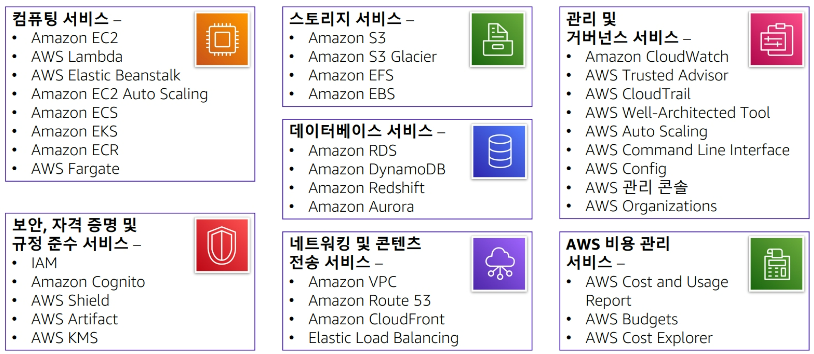 컴퓨팅 서비스 –
• Amazon EC2
• AWS Lambda
• AWS Elastic Beanstalk
• Amazon EC2 Auto Scaling
• Amazon ECS
• Amazon EKS
• Amazon ECR
• AWS Fargate
보안, 자격 증명 및
규정 준수 서비스 –
• IAM
• Amazon Cognito
• AWS Shield
• AWS Artifact
• AWS KMS
스토리지 서비스 –
• Amazon S3
• Amazon S3 Glacier
• Amazon EFS
• Amazon EBS
데이터베이스 서비스 –
• Amazon RDS
• Amazon DynamoDB
• Amazon Redshift
• Amazon Aurora
네트워킹 및 콘텐츠
전송 서비스 –
• Amazon VPC
• Amazon Route 53
• Amazon CloudFront
• Elastic Load Balancing
관리 및
거버넌스 서비스 –
• Amazon CloudWatch
• AWS Trusted Advisor
• AWS CloudTrail
• AWS Well-Architected Tool
• AWS Auto Scaling
• AWS Command Line Interface
• AWS Config
• AWS 관리 콘솔
• AWS Organizations
AWS 비용 관리
서비스 –
• AWS Cost and Usage
Report
• AWS Budgets
• AWS Cost Explorer